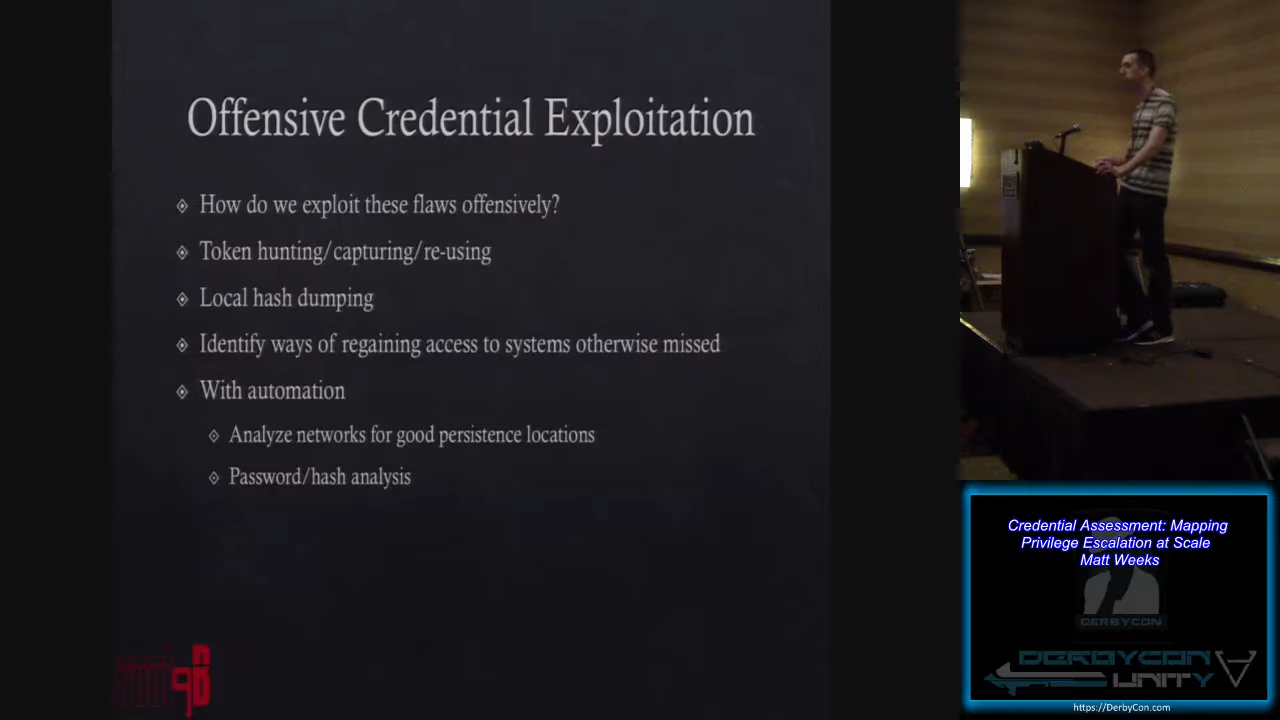 Offensive Credential Exploitation
How do we exploit these flaws offensively?
Token hunting/capturing/re-using
Local hash dumping
Identify ways of regaining access to systems otherwise missed
With automation
Analyze networks for good persistence locations
Password/hash analysis
Credential Assessment: Mapping
Privilege Escalation at Scale
Matt Weeks
DERBYCON
DERBYCON
UNITY
https://DerbyCon.com